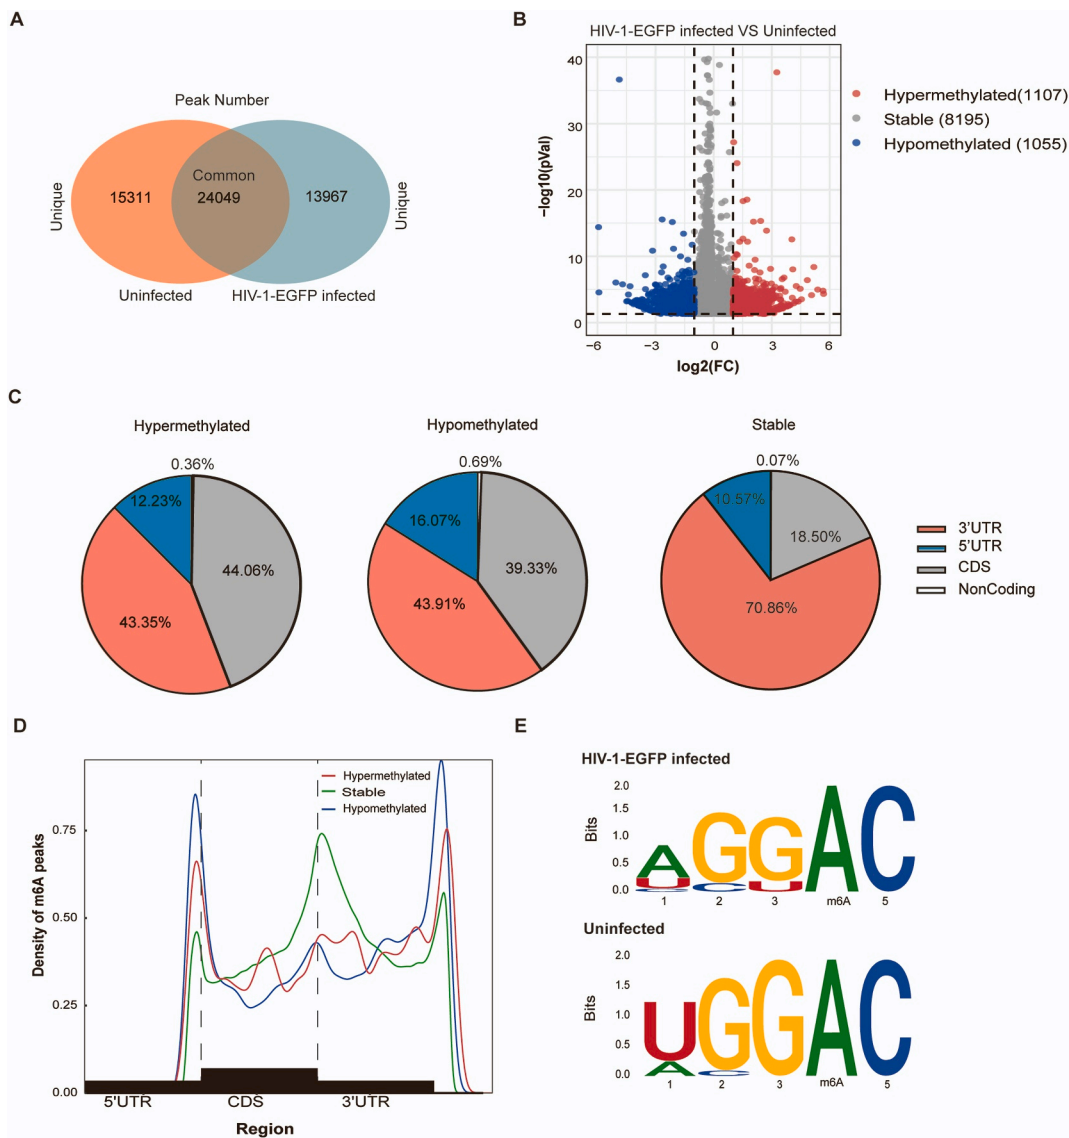 A
Peak Number
Unique
15311
Common
24049
13967
Unique
Uninfected
HIV-1-EGFP infected
B
HIV-1-EGFP infected VS Uninfected
−log10(pVal)
40
30
20
10
0
−6
−3
0
3
6
log2(FC)
Hypermethylated(1107)
Stable (8195)
Hypomethylated (1055)
C
Hypermethylated
0.36%
12.23%
44.06%
43.35%
Hypomethylated
0.69%
16.07%
39.33%
43.91%
Stable
0.07%
10.57%
18.50%
70.86%
3'UTR
5'UTR
CDS
NonCoding
D
Density of m6A peaks
0.75
0.50
0.25
0.00
Hypermethylated
Stable
Hypomethylated
5'UTR
CDS
3'UTR
Region
E
HIV-1-EGFP infected
Bits
2.0
1.5
1.0
0.5
0.0
A
U
C
G
C
G
U
A
C
1
2
3
m6A
5
Uninfected
Bits
2.0
1.5
1.0
0.5
0.0
U
A
G
C
G
A
C
1
2
3
m6A
5